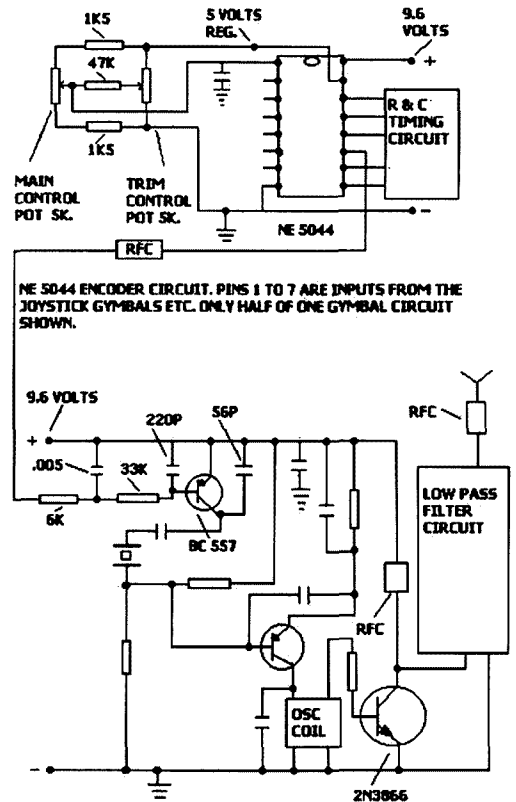 1K5
5 VOLTS
REG.
9.6
VOLTS
+
47K
R & C
TIMING
CIRCUIT
1K5
MAIN
CONTROL
POT SK.
TRIM
CONTROL
POT SK.
NE 5044
-
RFC
NE 5044 ENCODER CIRCUIT. PINS 1 TO 7 ARE INPUTS FROM THE
JOYSTICK GYMBALS ETC. ONLY HALF OF ONE GYMBAL CIRCUIT
SHOWN.
9.6 VOLTS
220P
56P
RFC
+
.005
33K
LOW PASS
FILTER
CIRCUIT
6K
BC 557
RFC
OSC
COIL
-
2N3866